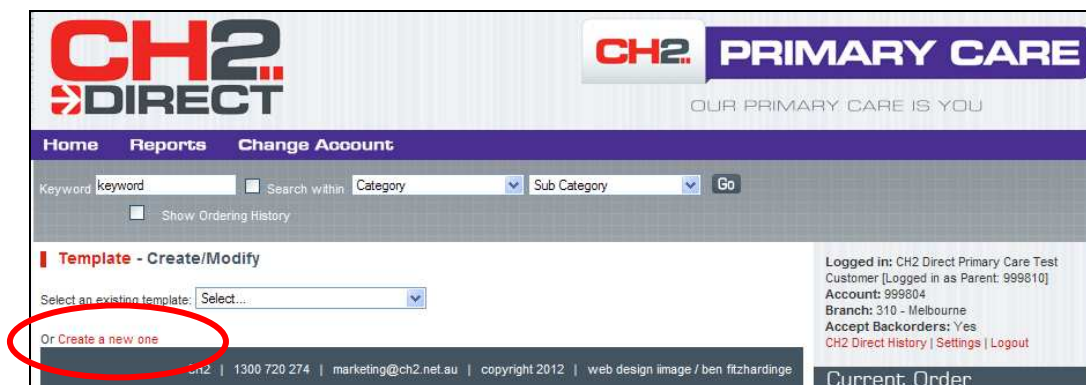 CH2..
DIRECT
CH2.. PRIMARY CARE
OUR PRIMARY CARE IS YOU
Home Reports Change Account
Keyword keyword Search within Category Sub Category Go
Show Ordering History
Template - Create/Modify
Select an existing template: Select...
Or Create a new one
CH2 | 1300 720 274 | marketing@ch2.net.au | copyright 2012 | web design iimage / ben fitzhardinge
Logged in: CH2 Direct Primary Care Test
Customer [Logged in as Parent: 999810]
Account: 999804
Branch: 310 - Melbourne
Accept Backorders: Yes
CH2 Direct History | Settings | Logout
Current Order